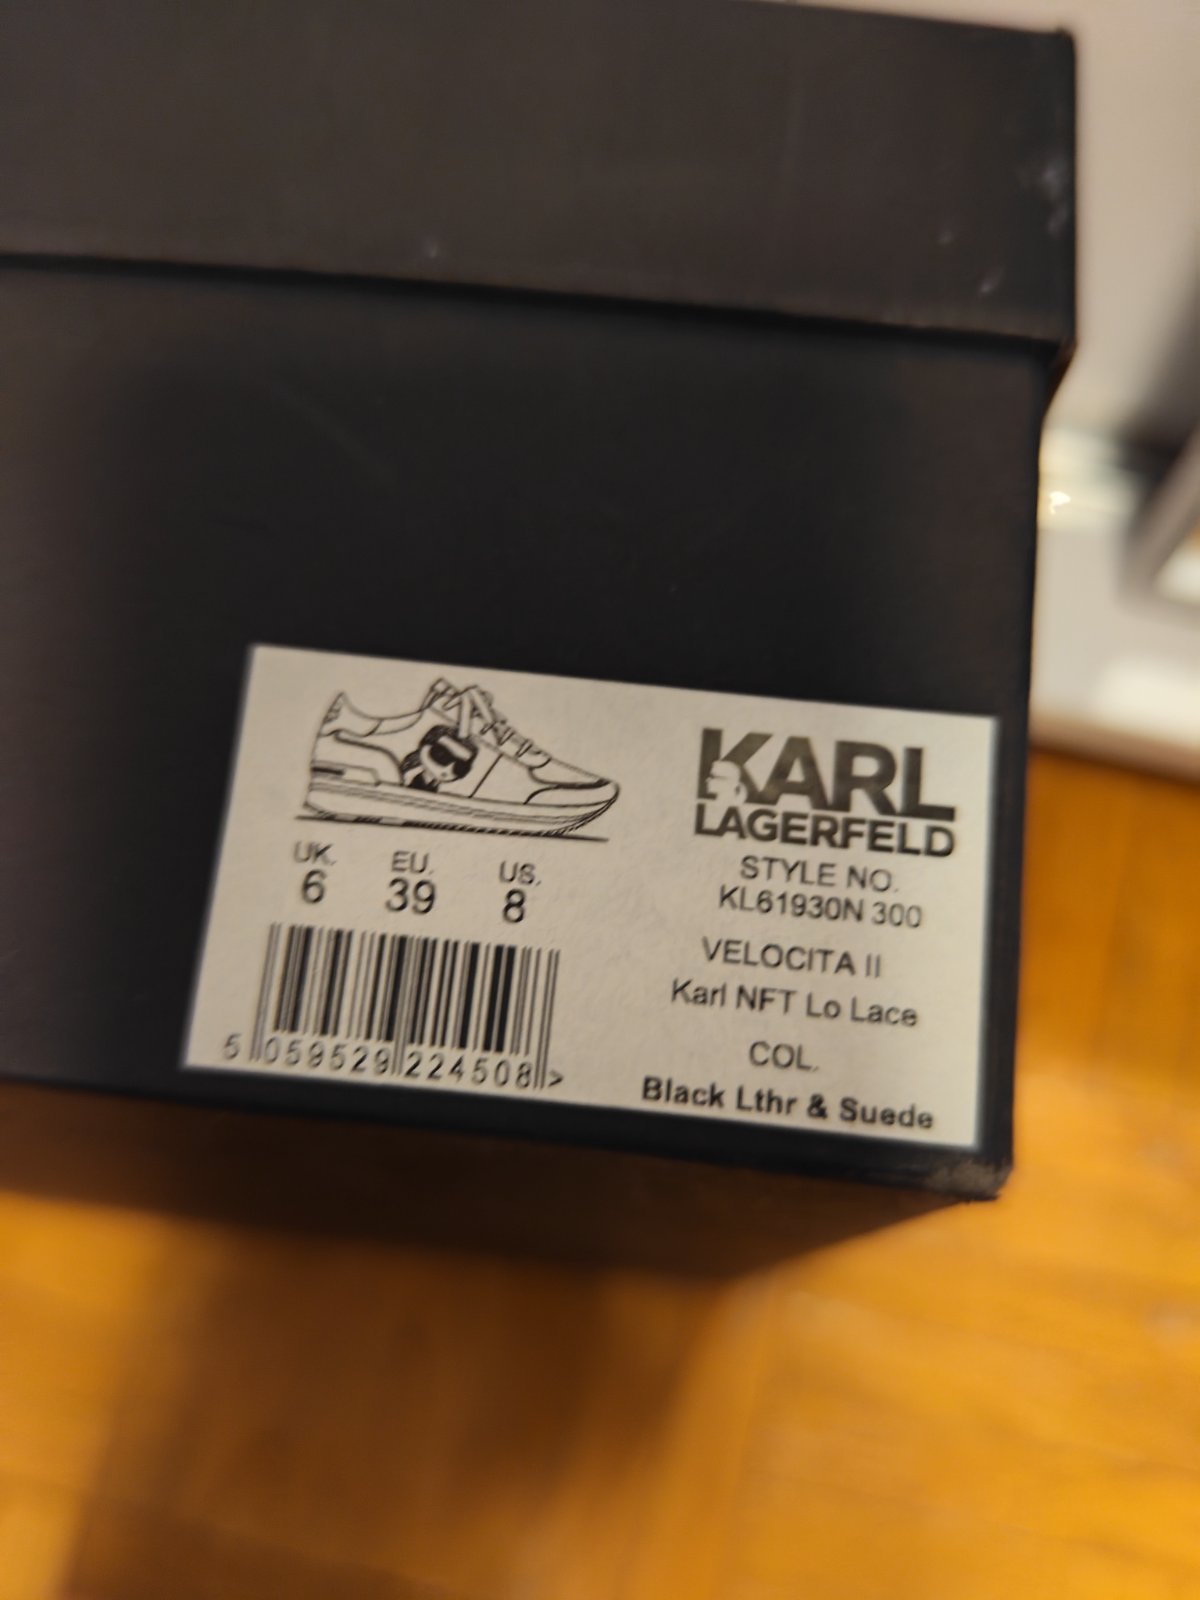 KARL
LAGERFELD
STYLE NO.
KL61930N 300
VELOCITA II
Karl NFT Lo Lace
COL.
Black Lthr & Suede
UK. EU. US.
6 39 8
5 059529 224508 >